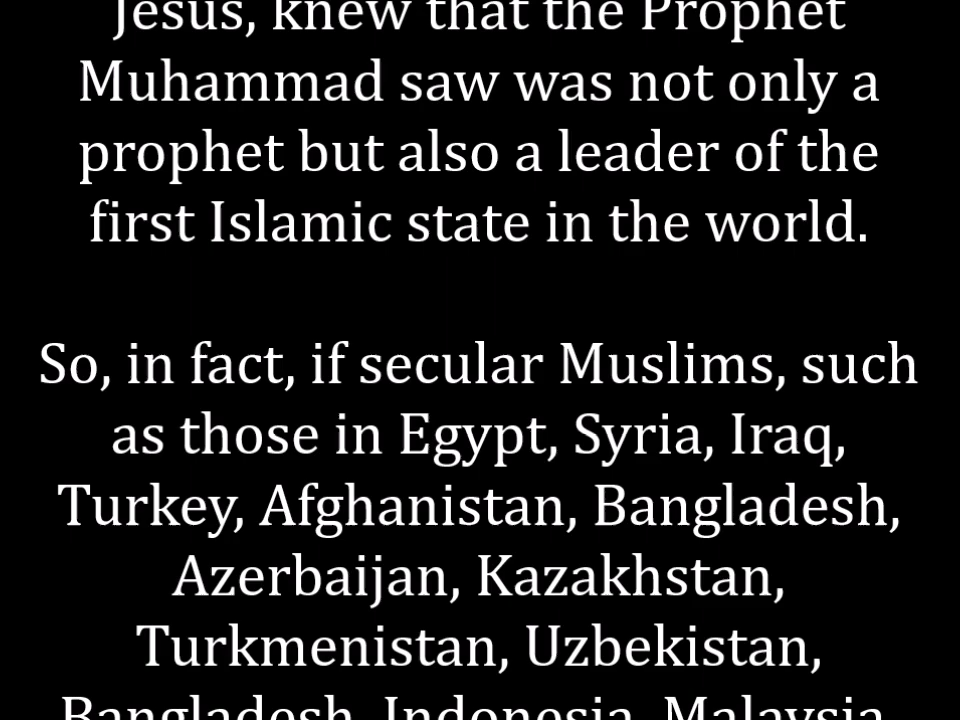 Jesus, knew that the Prophet
Muhammad saw was not only a
prophet but also a leader of the
first Islamic state in the world.
So, in fact, if secular Muslims, such
as those in Egypt, Syria, Iraq,
Turkey, Afghanistan, Bangladesh,
Azerbaijan, Kazakhstan,
Turkmenistan, Uzbekistan,
Bangladesh, Indonesia, Malaysia,